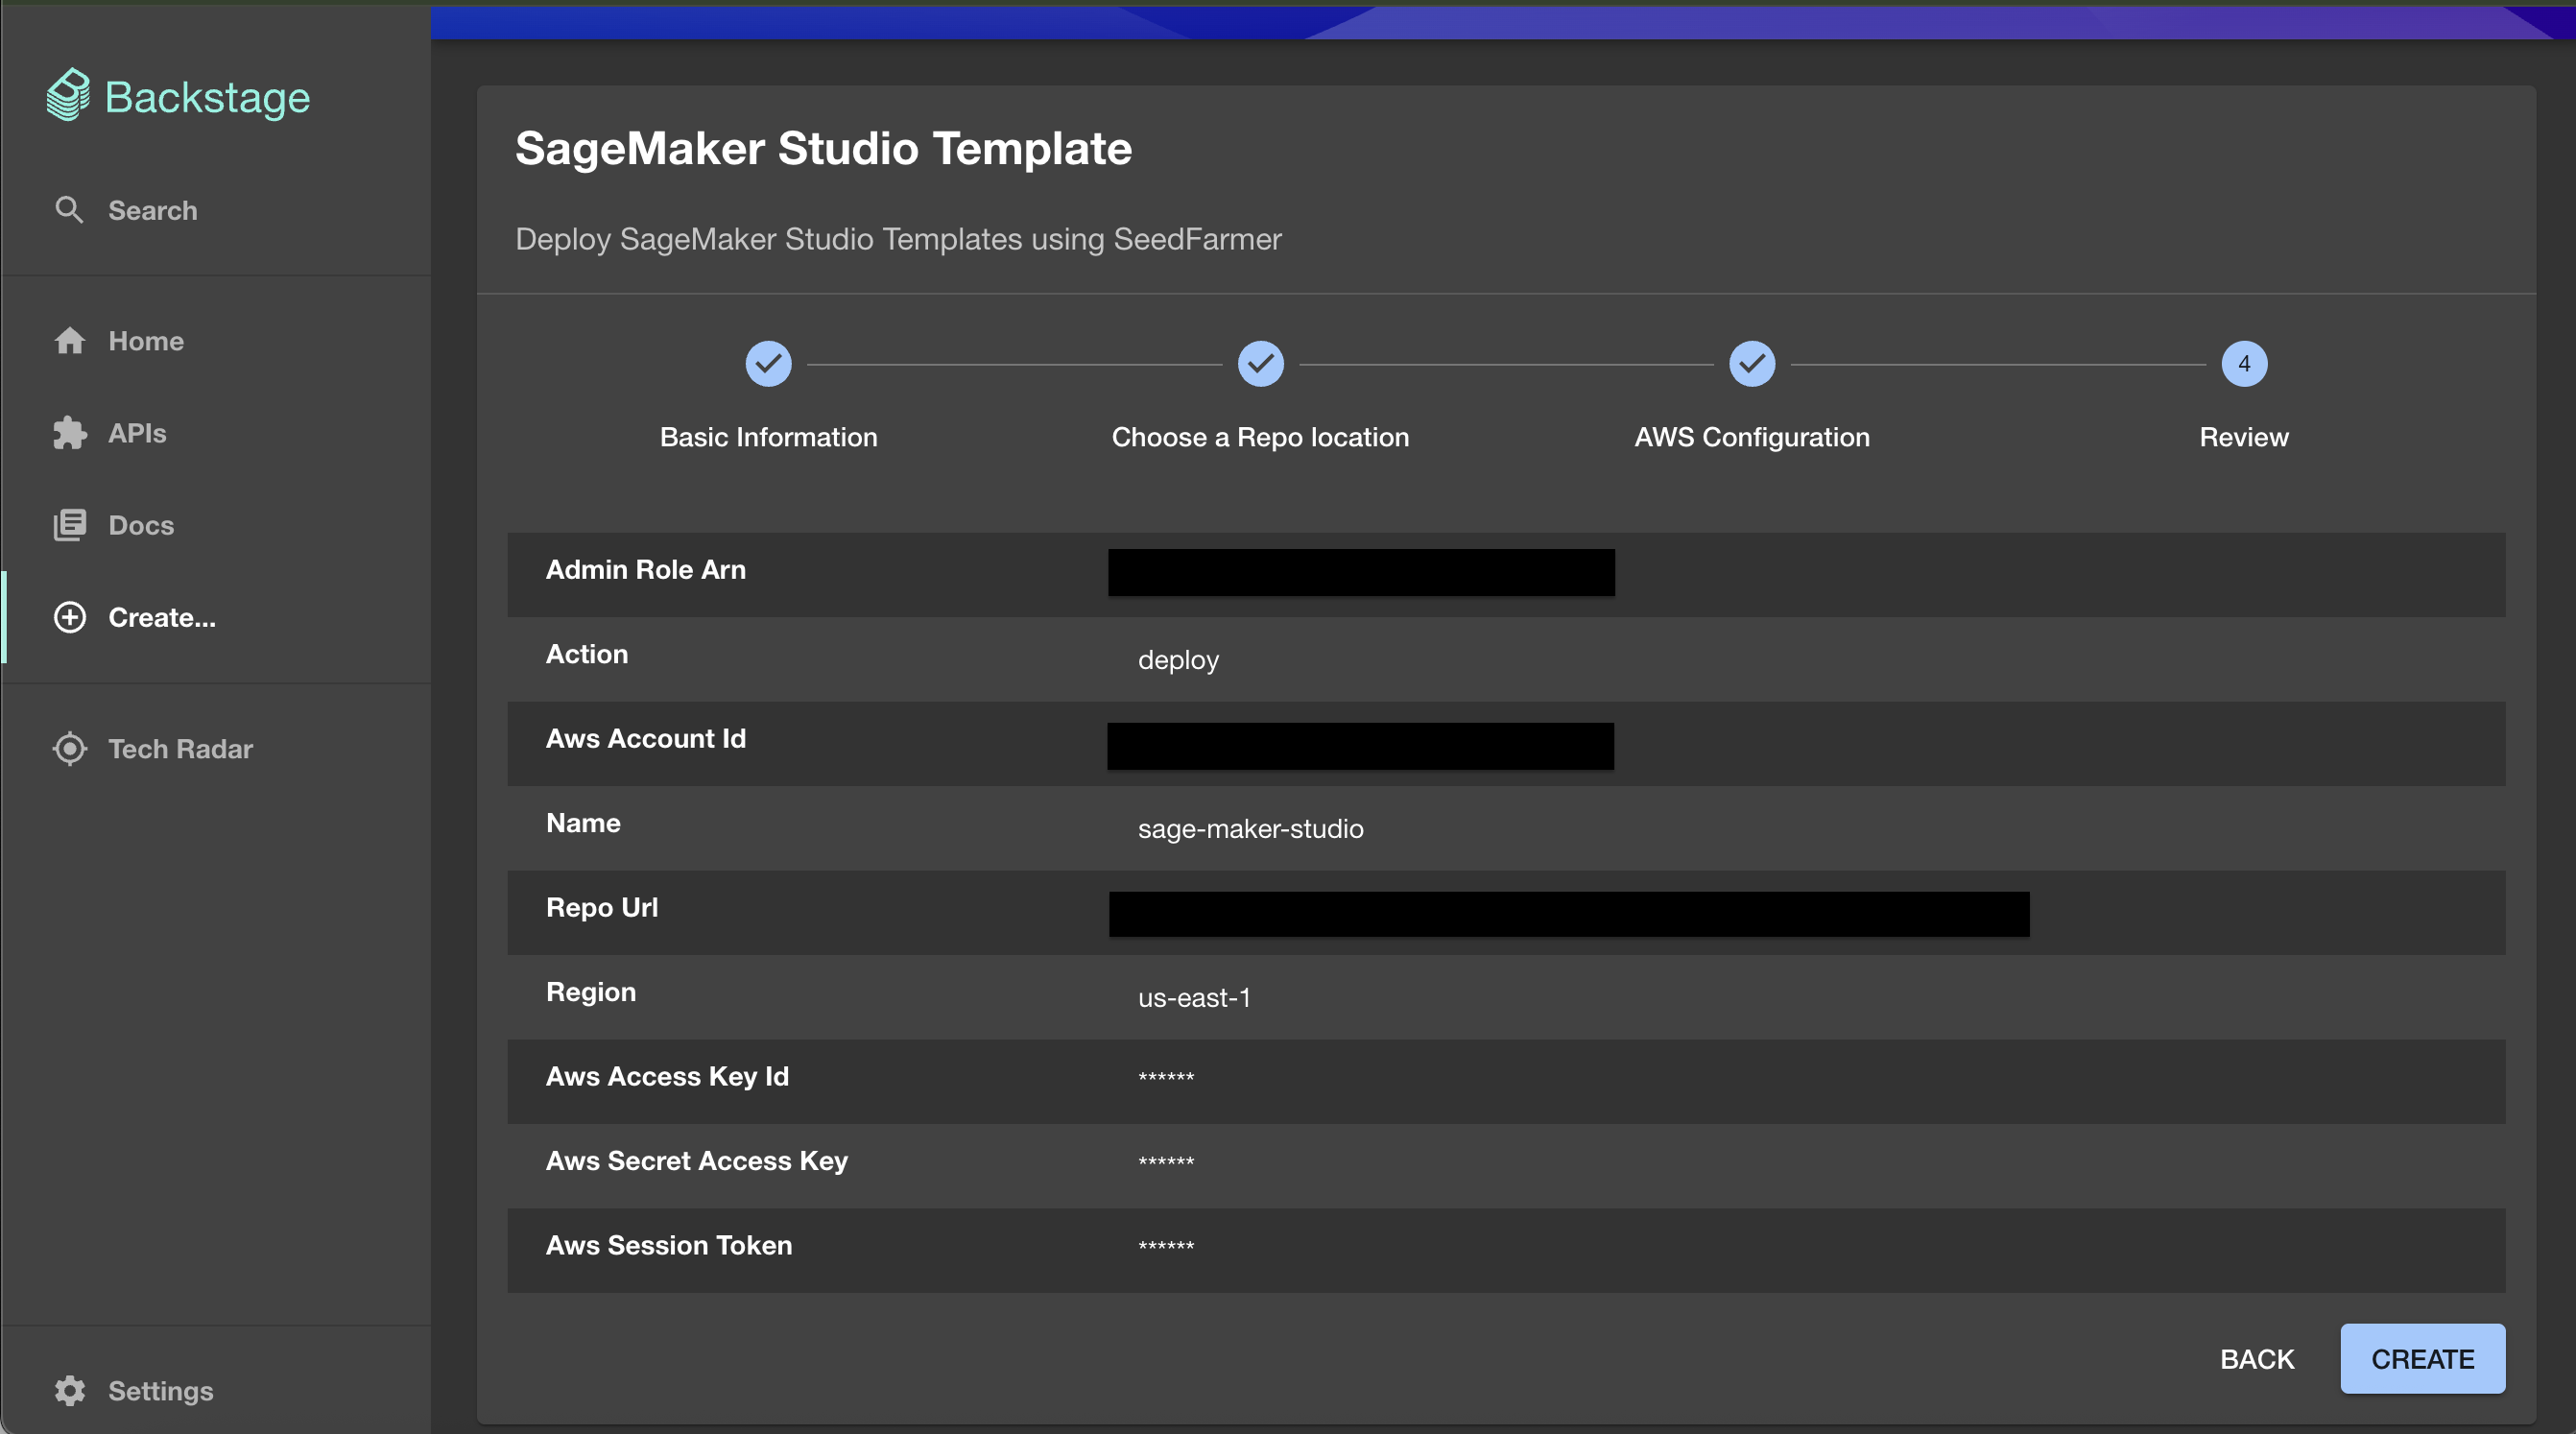 Backstage
Search
Home
APIs
Docs
Create...
Tech Radar
Settings
SageMaker Studio Template
Deploy SageMaker Studio Templates using SeedFarmer
4
Basic Information
Choose a Repo location
AWS Configuration
Review
Admin Role Arn
Action deploy
Aws Account Id
Name sage-maker-studio
Repo Url
Region us-east-1
Aws Access Key Id ******
Aws Secret Access Key ******
Aws Session Token ******
BACK CREATE